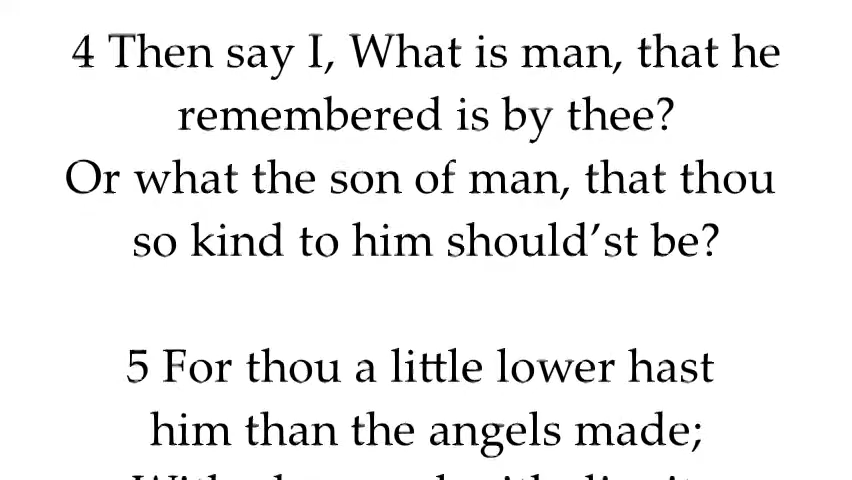 4 Then say I, What is man, that he
remembered is by thee?
Or what the son of man, that thou
so kind to him should’st be?
5 For thou a little lower hast
him than the angels made;